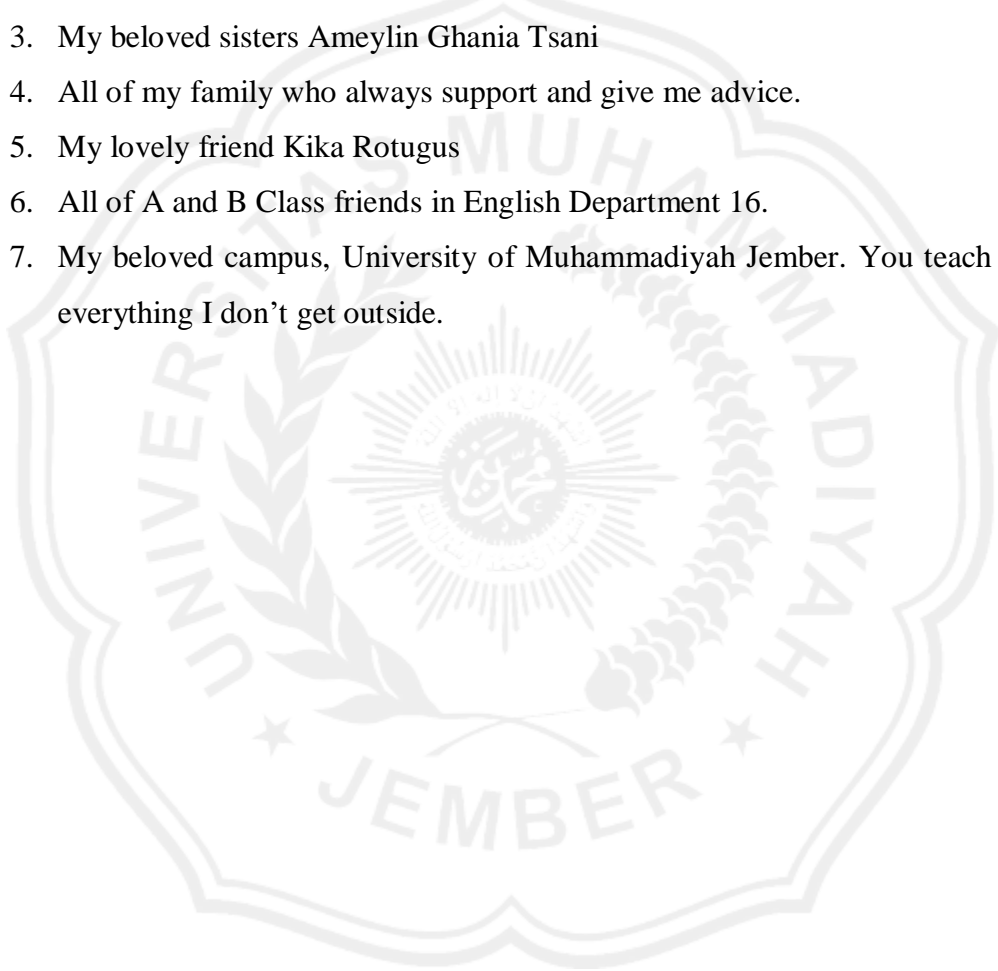 3. My beloved sisters Ameylin Ghania Tsani
4. All of my family who always support and give me advice.
5. My lovely friend Kika Rotugus
6. All of A and B Class friends in English Department 16.
7. My beloved campus, University of Muhammadiyah Jember. You teach
everything I don’t get outside.
UNIVERSITAS MUHAMMADIYAH
JEMBER